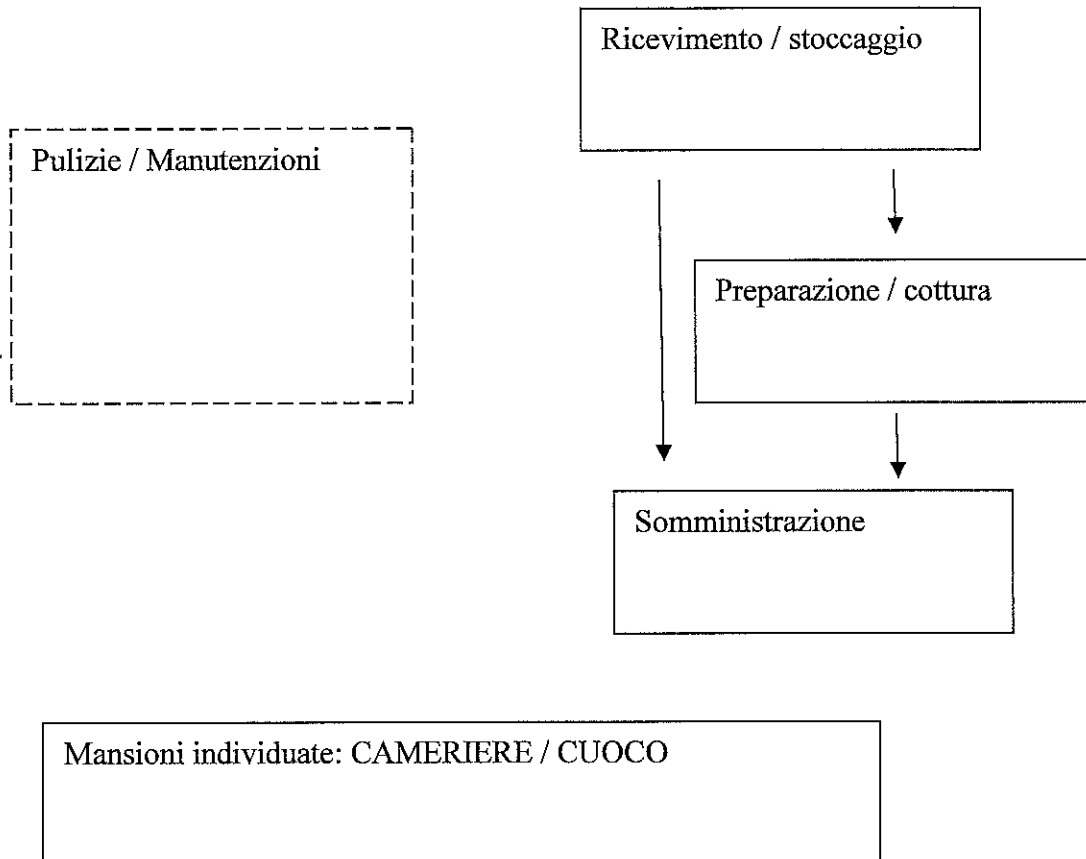 Ricevimento / stoccaggio
Pulizie / Manutenzioni
Preparazione / cottura
Somministrazione
Mansioni individuate: CAMERIERE / CUOCO